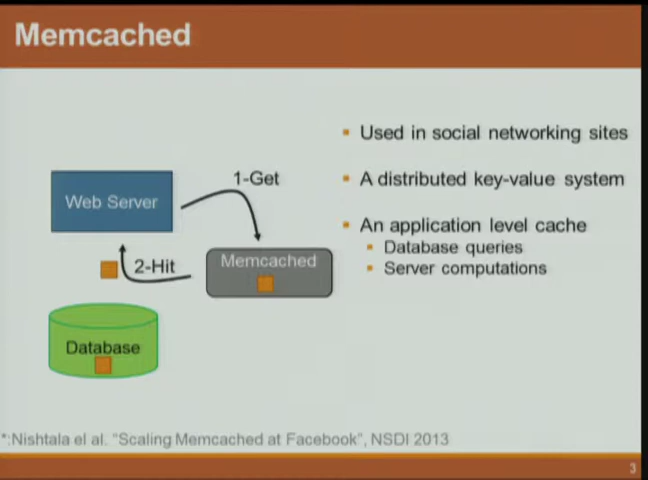 Memcached
Used in social networking sites
1-Get
A distributed key-value system
Web Server
An application level cache
Database queries
Memcached
2-Hit
Server computations
Database
*:Nishtala el al. "Scaling Memcached at Facebook", NSDI 2013
3